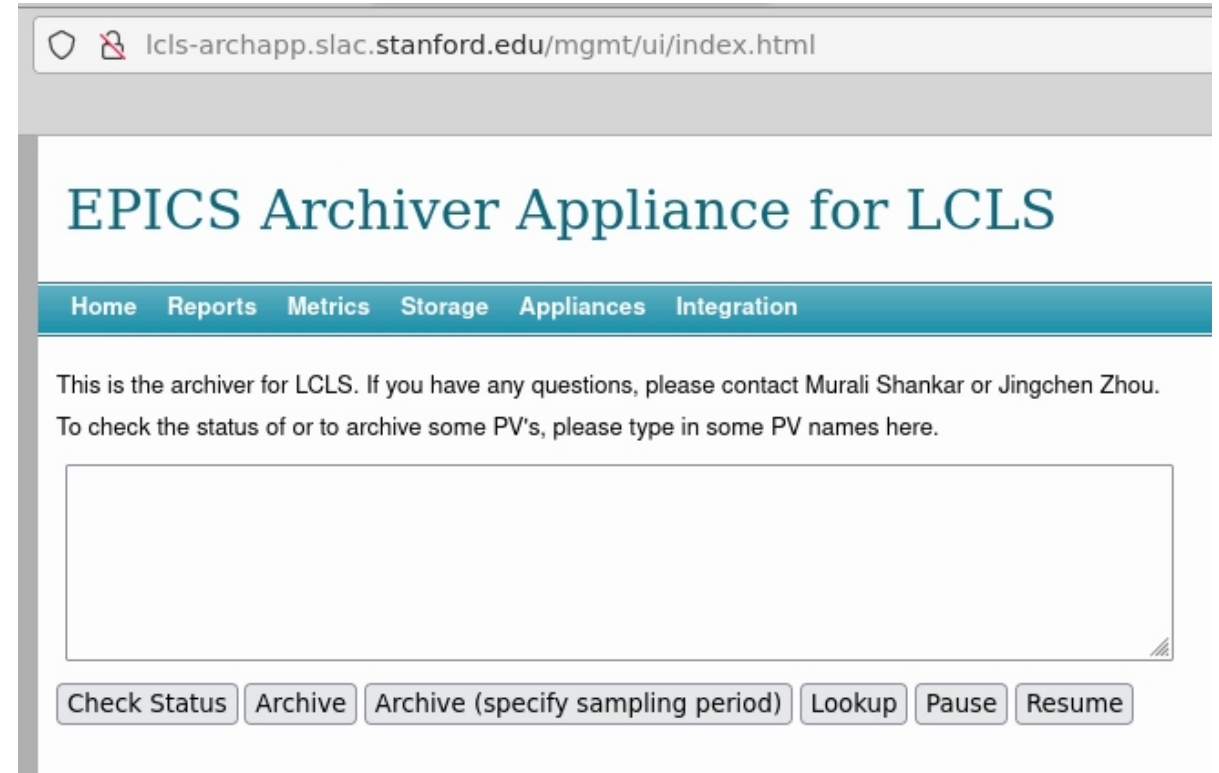 lcls-archapp.slac.stanford.edu/mgmt/ui/index.html
EPICS Archiver Appliance for LCLS
Home Reports Metrics Storage Appliances Integration
This is the archiver for LCLS. If you have any questions, please contact Murali Shankar or Jingchen Zhou.
To check the status of or to archive some PV's, please type in some PV names here.
Check Status Archive Archive (specify sampling period) Lookup Pause Resume